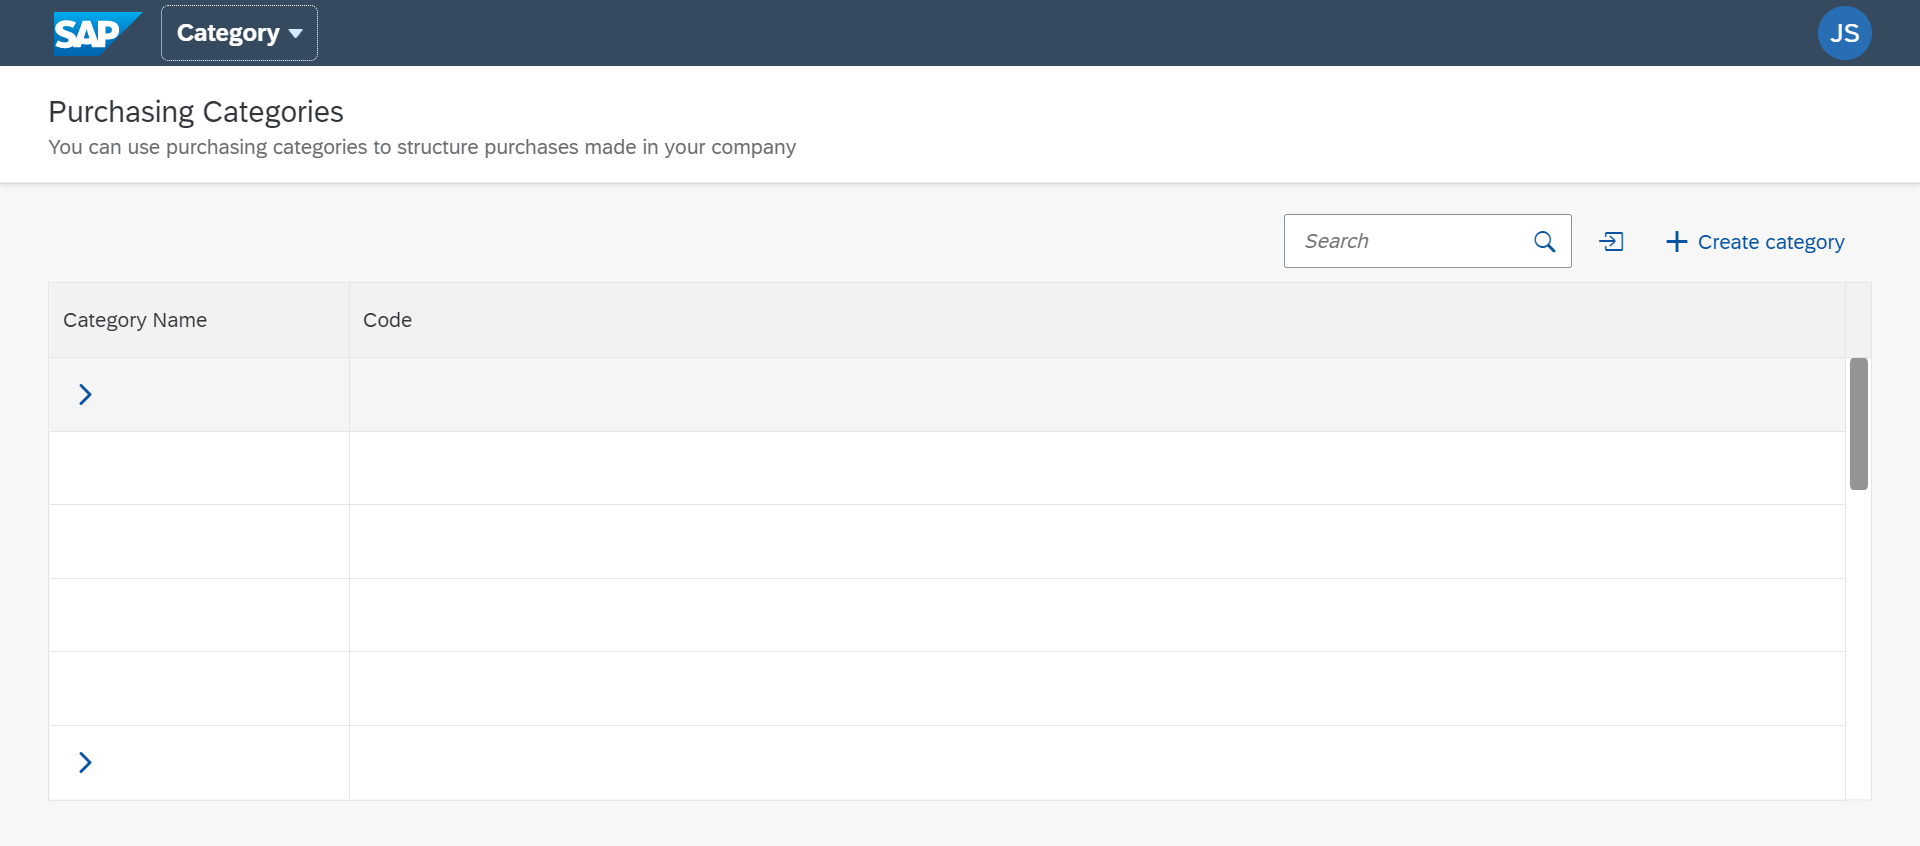 SAP
Category
JS
Purchasing Categories
You can use purchasing categories to structure purchases made in your company
Search
Create category
Category Name
Code